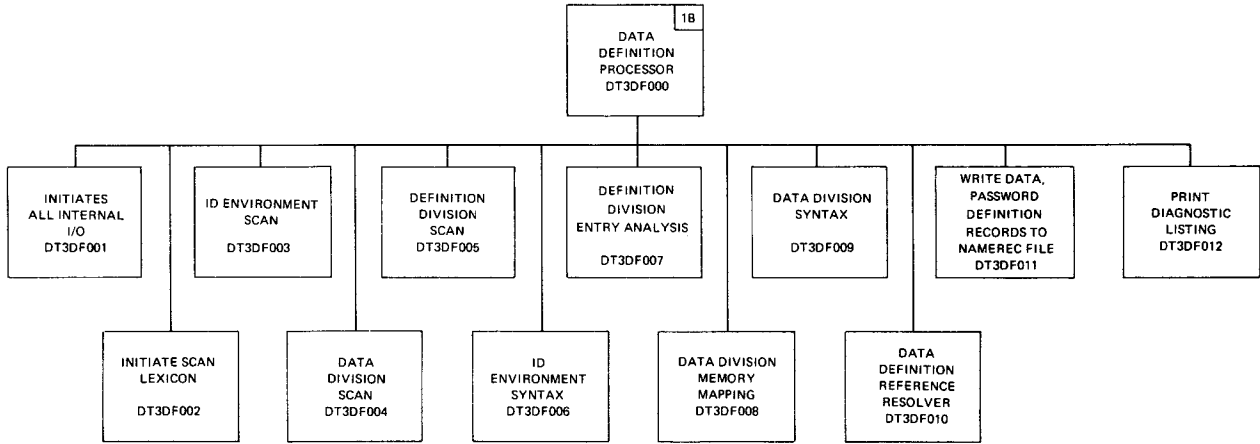 1B
DATA
DEFINITION
PROCESSOR
DT3DF000
INITIATES
ALL INTERNAL
I/O
DT3DF001
ID ENVIRONMENT
SCAN
DT3DF003
DEFINITION
DIVISION
SCAN
DT3DF005
DEFINITION
DIVISION
ENTRY ANALYSIS
DT3DF007
DATA DIVISION
SYNTAX
DT3DF009
WRITE DATA,
PASSWORD
DEFINITION
RECORDS TO
NAMEREC FILE
DT3DF011
PRINT
DIAGNOSTIC
LISTING
DT3DF012
INITIATE SCAN
LEXICON
DT3DF002
DATA
DIVISION
SCAN
DT3DF004
ID
ENVIRONMENT
SYNTAX
DT3DF006
DATA DIVISION
MEMORY
MAPPING
DT3DF008
DATA
DEFINITION
REFERENCE
RESOLVER
DT3DF010